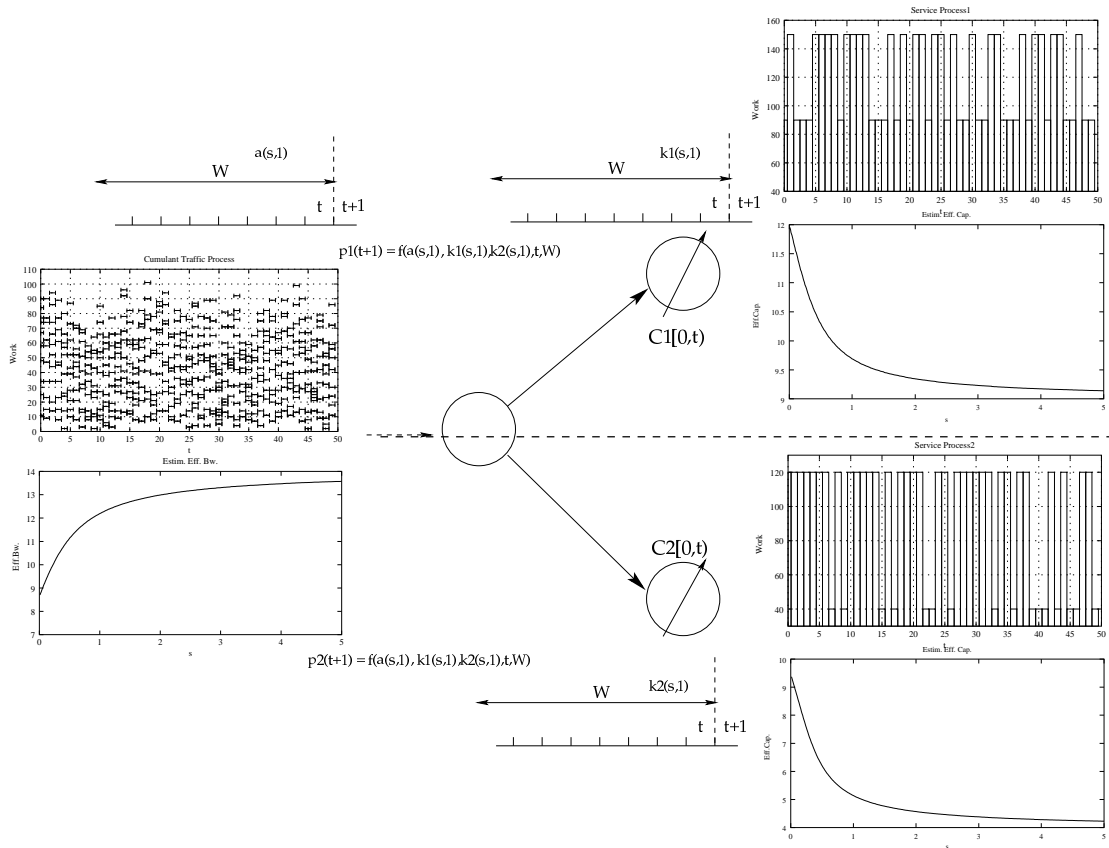 Service Process1
160
140
120
100
80
60
40
Work
0 5 10 15 20 25 30 35 40 45 50
t
a(s,1)
W
t t+1
k1(s,1)
W
t t+1
p1(t+1) = f(a(s,1), k1(s,1),k2(s,1),t,W)
C1[0,t)
Estim. Eff. Cap.
12
11.5
11
10.5
10
9.5
9
Eff.Cap.
0 1 2 3 4 5
s
Cumulant Traffic Process
110
100
90
80
70
60
50
40
30
20
10
0
Work
0 5 10 15 20 25 30 35 40 45 50
t
Estim. Eff. Bw.
14
13
12
11
10
9
8
7
Eff.Bw.
0 1 2 3 4 5
s
Service Process2
120
100
80
60
40
Work
0 5 10 15 20 25 30 35 40 45 50
t
C2[0,t)
p2(t+1) = f(a(s,1), k1(s,1),k2(s,1),t,W)
k2(s,1)
W
t t+1
Estim. Eff. Cap.
10
9
8
7
6
5
4
Eff.Cap.
0 1 2 3 4 5
s